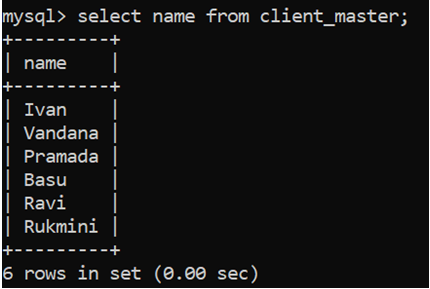 mysql> select name from client_master;
+---------+
| name    |
+---------+
| Ivan    |
| Vandana |
| Pramada |
| Basu    |
| Ravi    |
| Rukmini |
+---------+
6 rows in set (0.00 sec)